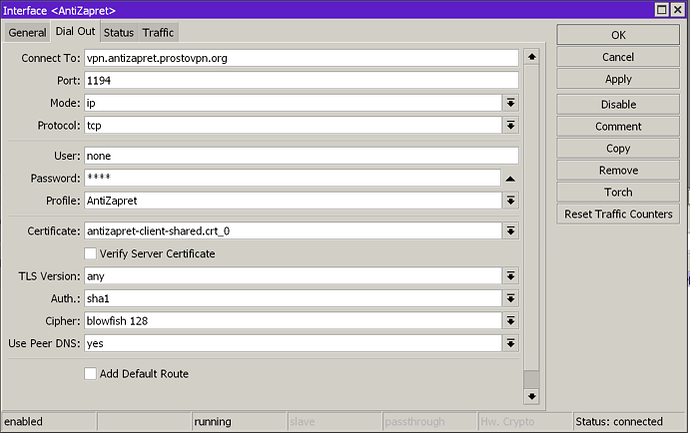 Interface <AntiZapret>
General Dial Out Status Traffic
Connect To: vpn.antizapret.prostovpn.org
Port: 1194
Mode: ip
Protocol: tcp
User: none
Password: ****
Profile: AntiZapret
Certificate: antizapret-client-shared.crt_0
Verify Server Certificate
TLS Version: any
Auth.: sha1
Cipher: blowfish 128
Use Peer DNS: yes
Add Default Route
OK
Cancel
Apply
Disable
Comment
Copy
Remove
Torch
Reset Traffic Counters
enabled running slave passthrough Hw. Crypto Status: connected